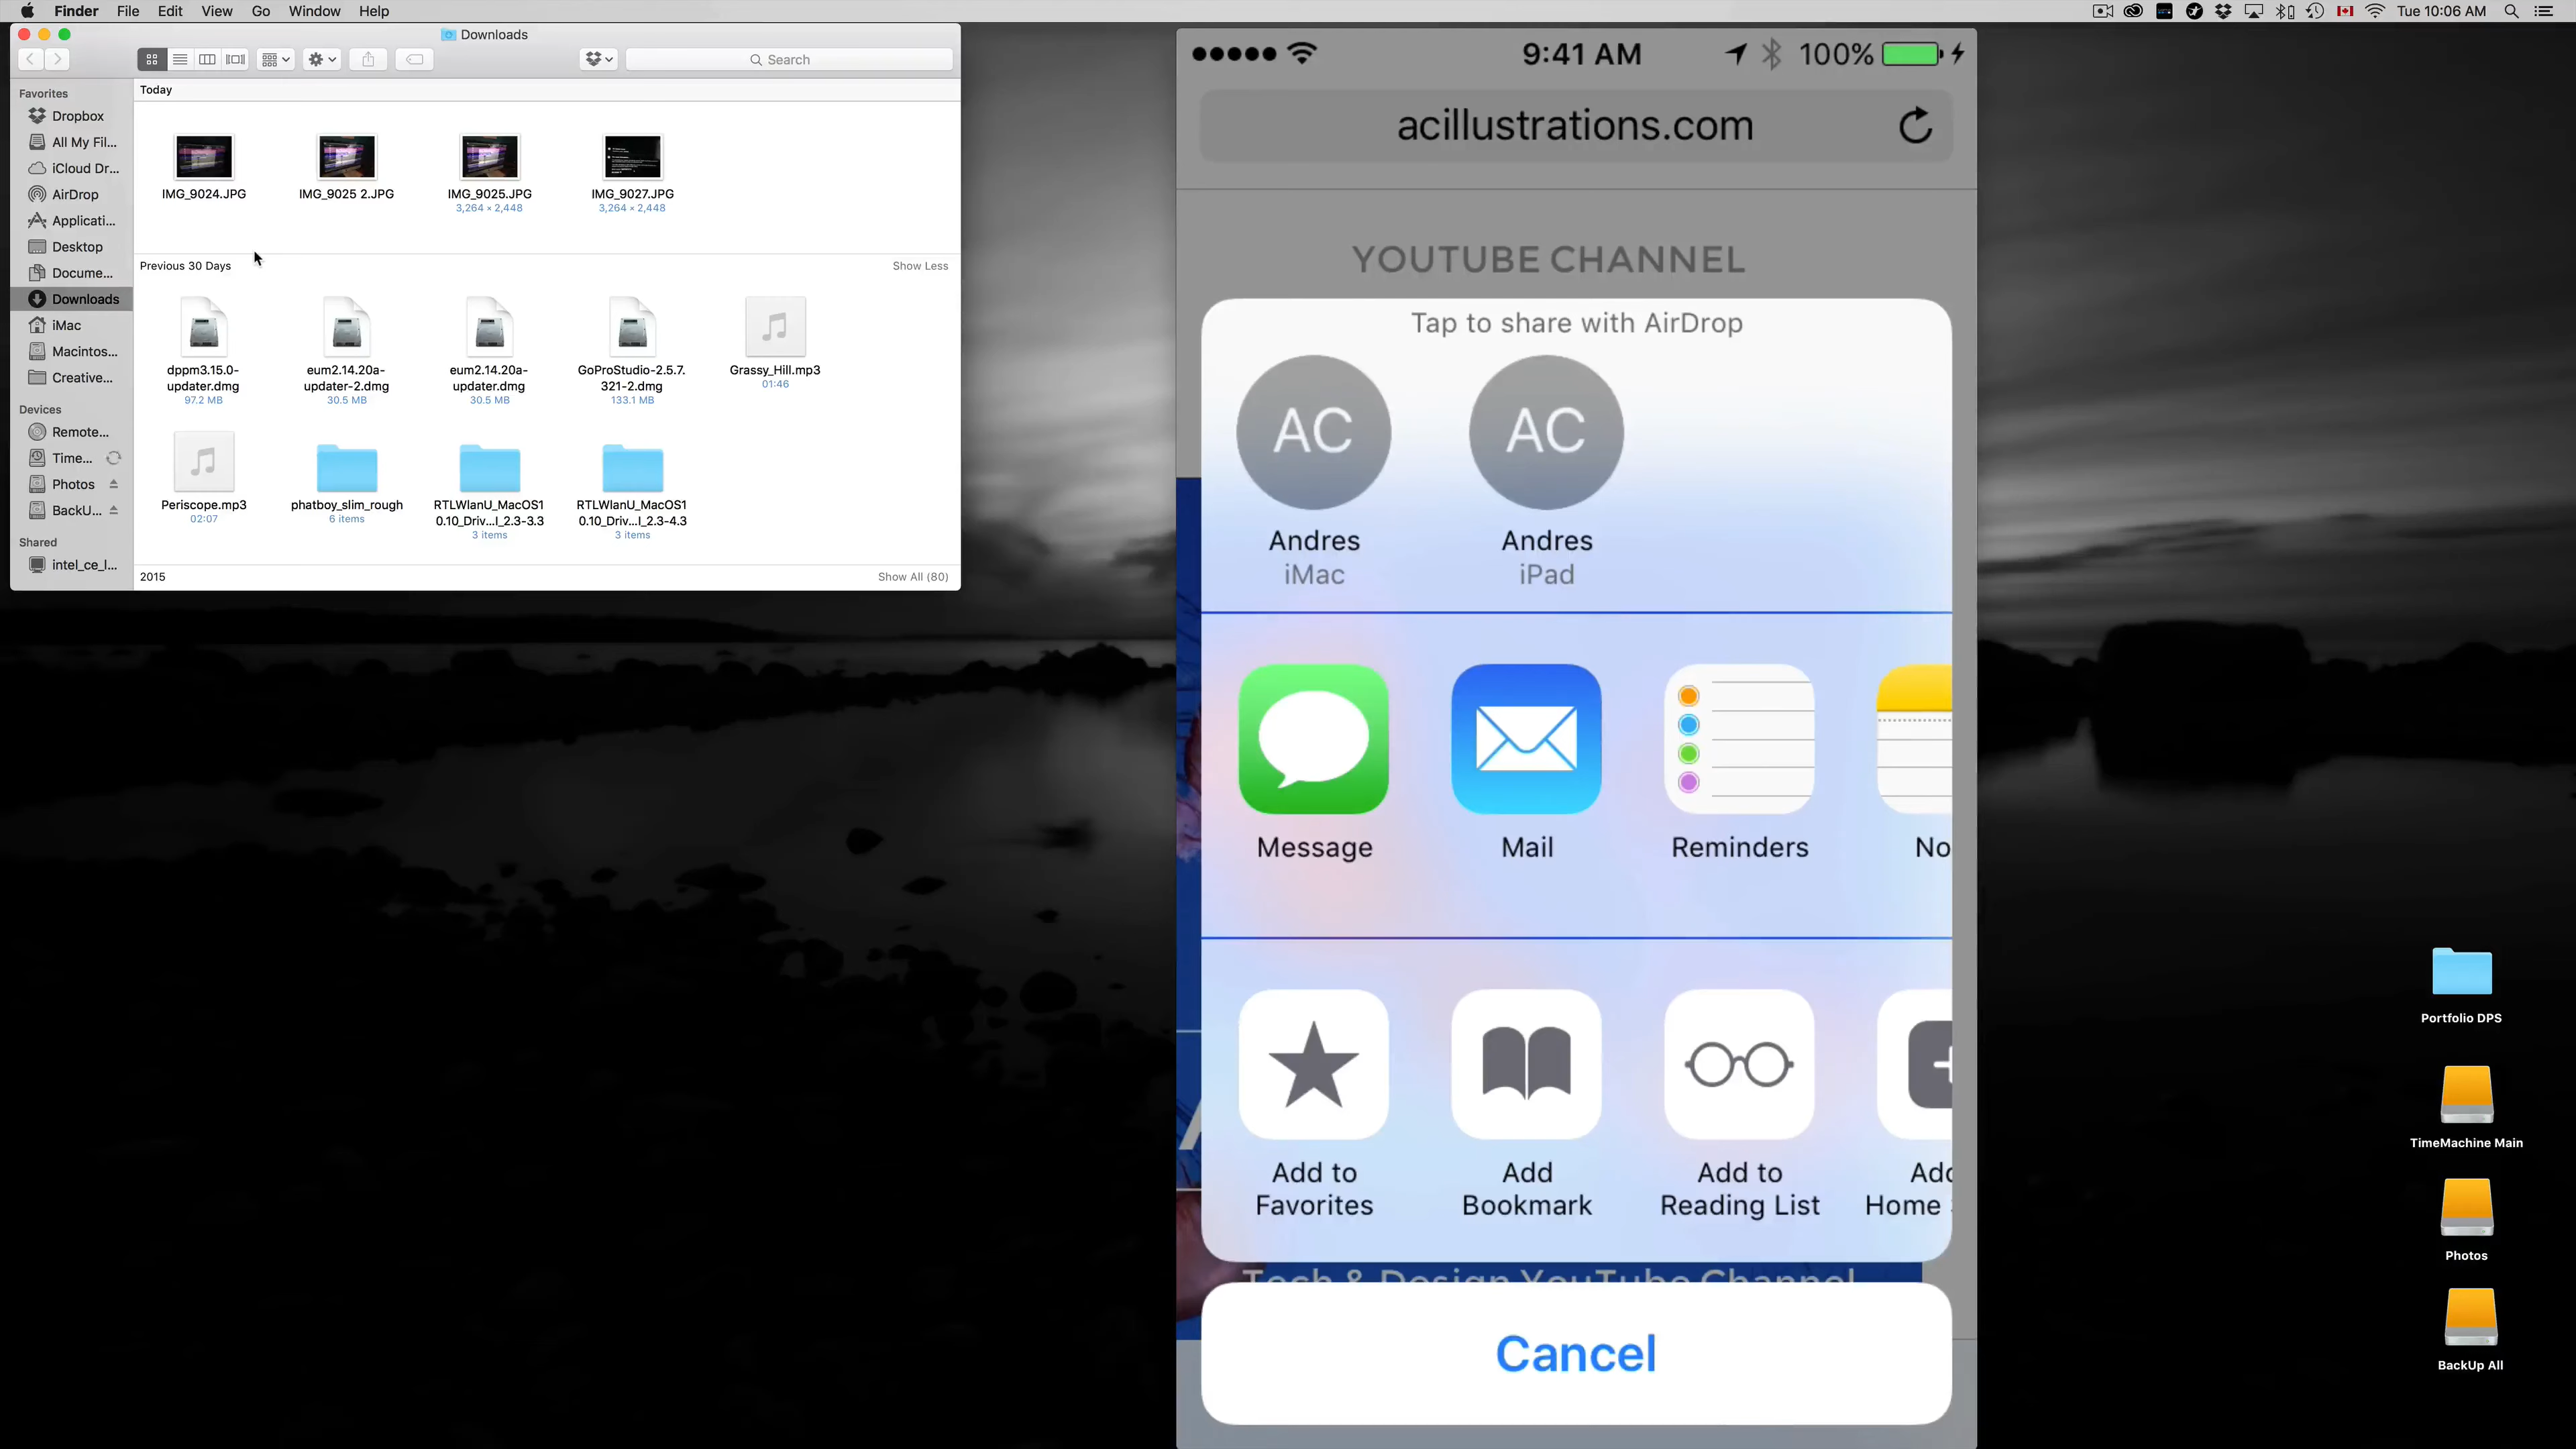 Finder File Edit View Go Window Help
Tue 10:06 AM
Downloads
Search
Favorites
Dropbox
All My Fil...
iCloud Dr...
AirDrop
Applicati...
Desktop
Docume...
Downloads
iMac
Macintos...
Creative...
Devices
Remote...
Time...
Photos
BackU...
Shared
intel_ce_l...
Today
IMG_9024.JPG
IMG_9025 2.JPG
IMG_9025.JPG
3,264 × 2,448
IMG_9027.JPG
3,264 × 2,448
Previous 30 Days
Show Less
dppm3.15.0-
updater.dmg
97.2 MB
eum2.14.20a-
updater-2.dmg
30.5 MB
eum2.14.20a-
updater.dmg
30.5 MB
GoProStudio-2.5.7.
321-2.dmg
133.1 MB
Grassy_Hill.mp3
01:46
Periscope.mp3
02:07
phatboy_slim_rough
6 items
RTLWlanU_MacOS1
0.10_Driv...l_2.3-3.3
3 items
RTLWlanU_MacOS1
0.10_Driv...l_2.3-4.3
3 items
2015
Show All (80)
9:41 AM
100%
acillustrations.com
YOUTUBE CHANNEL
Tap to share with AirDrop
AC
Andres
iMac
AC
Andres
iPad
Message
Mail
Reminders
No
Add to
Favorites
Add
Bookmark
Add to
Reading List
Add
Home
Tech & Design YouTube Channel
Cancel
Portfolio DPS
TimeMachine Main
Photos
BackUp All